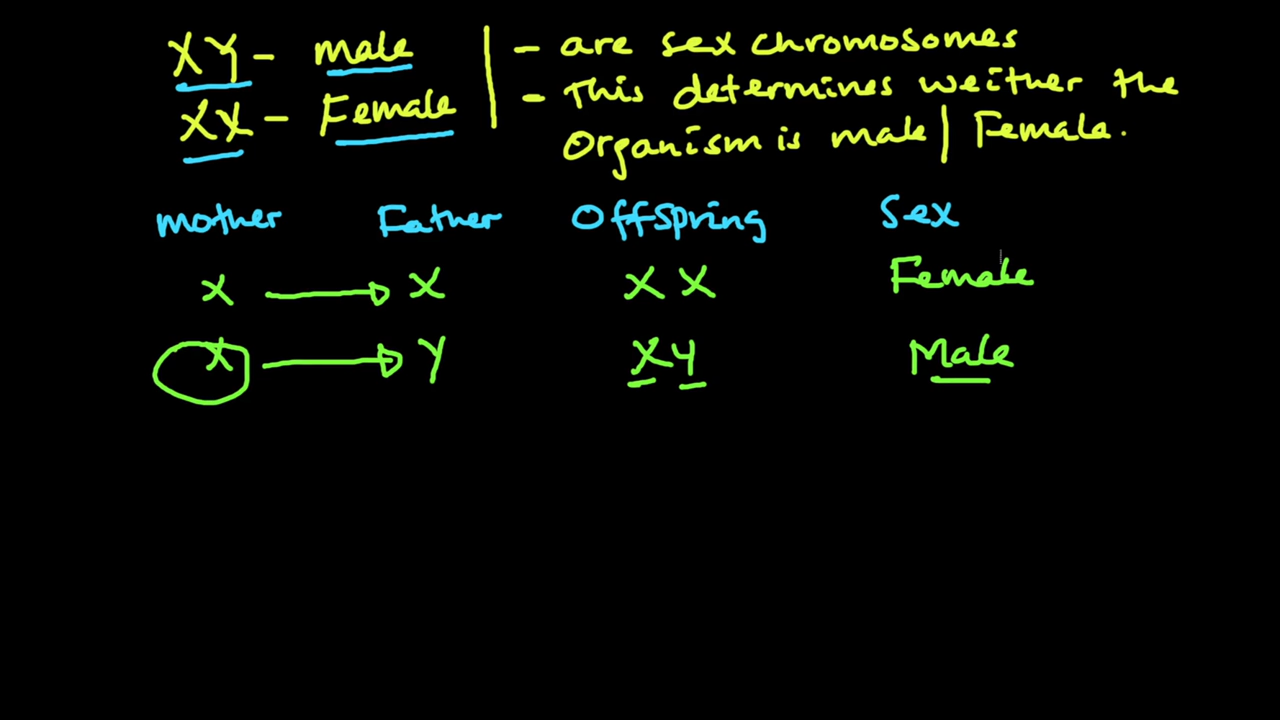 XY - male | - are sex chromosomes
XX - Female | - This determines weither the
Organism is male | Female.
mother Father Offspring Sex
X → X XX Female
X → Y XY Male